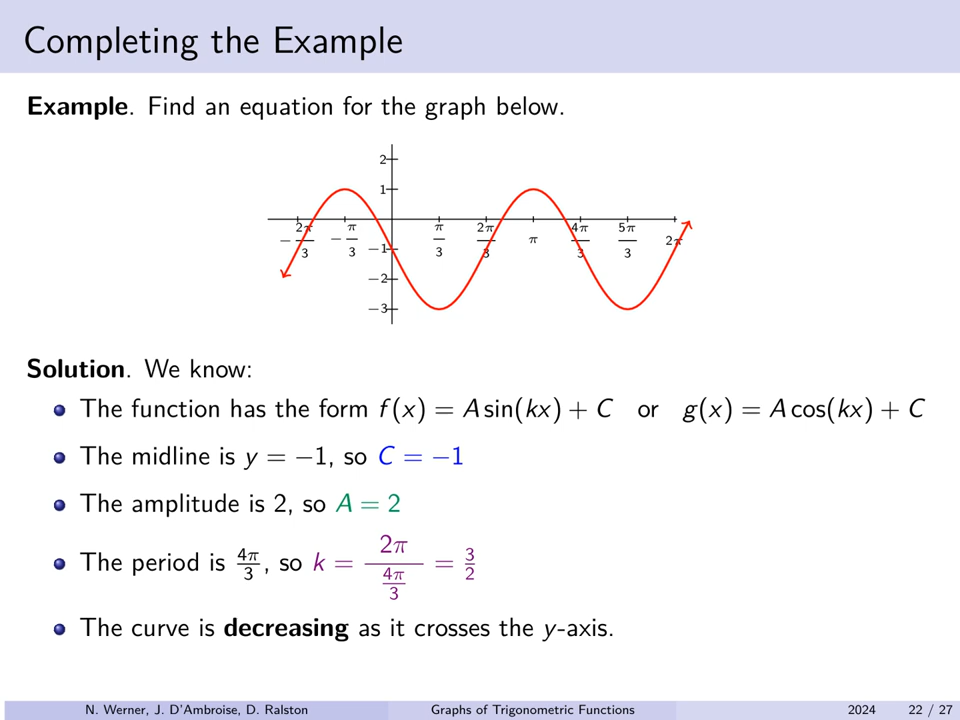 Completing the Example
Example. Find an equation for the graph below.
2
1
−2π/3 −π/3 π/3 2π/3 π 4π/3 5π/3 2π
−1
−2
−3
Solution. We know:
The function has the form f(x) = A sin(kx) + C or g(x) = A cos(kx) + C
The midline is y = −1, so C = −1
The amplitude is 2, so A = 2
The period is 4π/3, so k = 2π/(4π/3) = 3/2
The curve is decreasing as it crosses the y-axis.
N. Werner, J. D'Ambroise, D. Ralston Graphs of Trigonometric Functions 2024 22 / 27